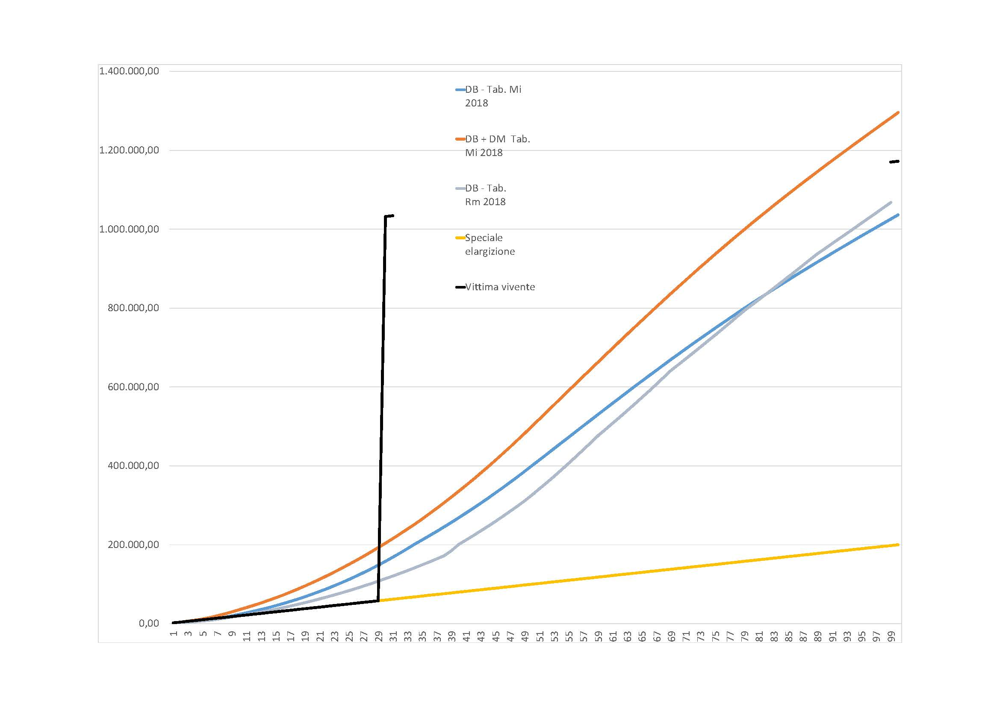 1.400.000,00
1.200.000,00
1.000.000,00
800.000,00
600.000,00
400.000,00
200.000,00
0,00
DB - Tab. Mi
2018
DB + DM  Tab.
Mi 2018
DB - Tab.
Rm 2018
Speciale
elargizione
Vittima vivente
1 3 5 7 9 11 13 15 17 19 21 23 25 27 29 31 33 35 37 39 41 43 45 47 49 51 53 55 57 59 61 63 65 67 69 71 73 75 77 79 81 83 85 87 89 91 93 95 97 99